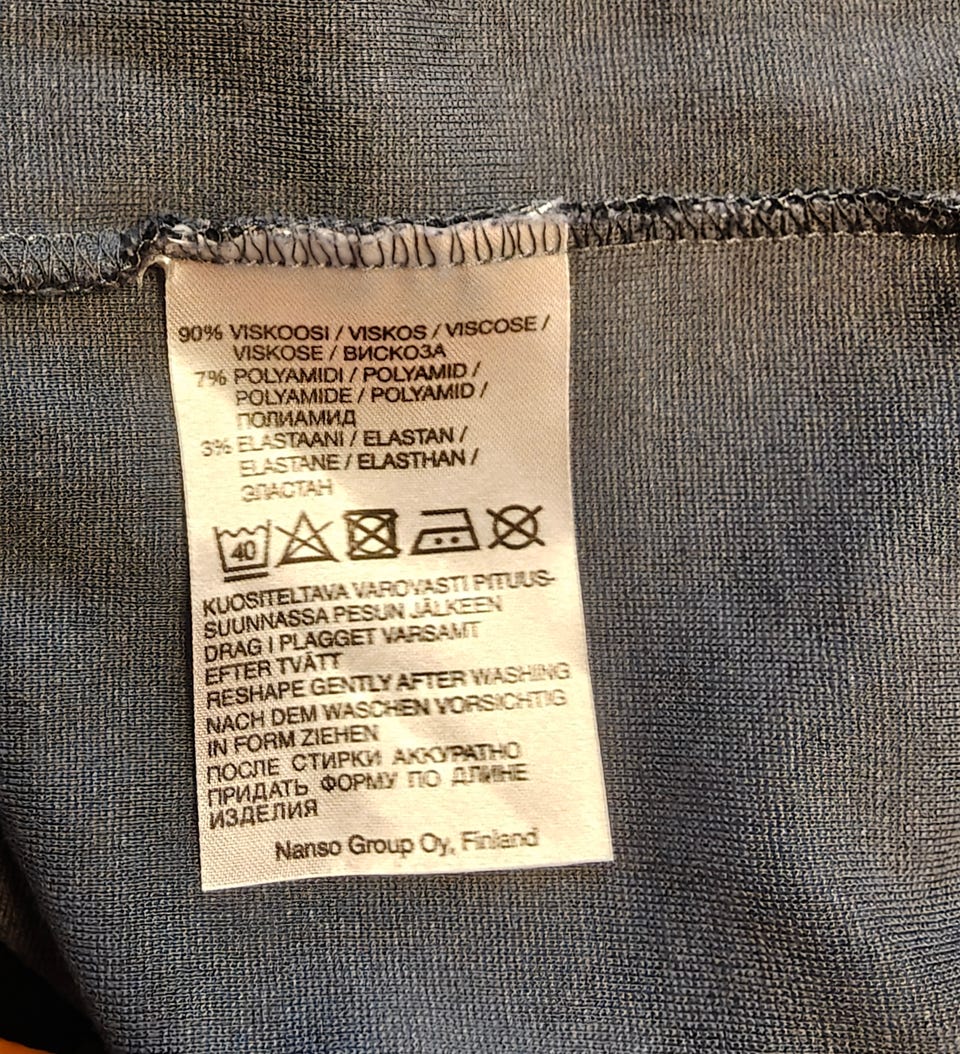 90% VISKOOSI / VISKOS / VISCOSE /
VISKOSE / ВИСКОЗА
7% POLYAMIDI / POLYAMID /
POLYAMIDE / POLYAMID /
ПОЛИАМИД
3% ELASTAANI / ELASTAN /
ELASTANE / ELASTHAN /
ЭЛАСТАН
40
KUOSITELTAVA VAROVASTI PITUUS-
SUUNNASSA PESUN JÄLKEEN
DRAG I PLAGGET VARSAMT
EFTER TVÄTT
RESHAPE GENTLY AFTER WASHING
NACH DEM WASCHEN VORSICHTIG
IN FORM ZIEHEN
ПОСЛЕ СТИРКИ АККУРАТНО
ПРИДАТЬ ФОРМУ ПО ДЛИНЕ
ИЗДЕЛИЯ
Nanso Group Oy, Finland